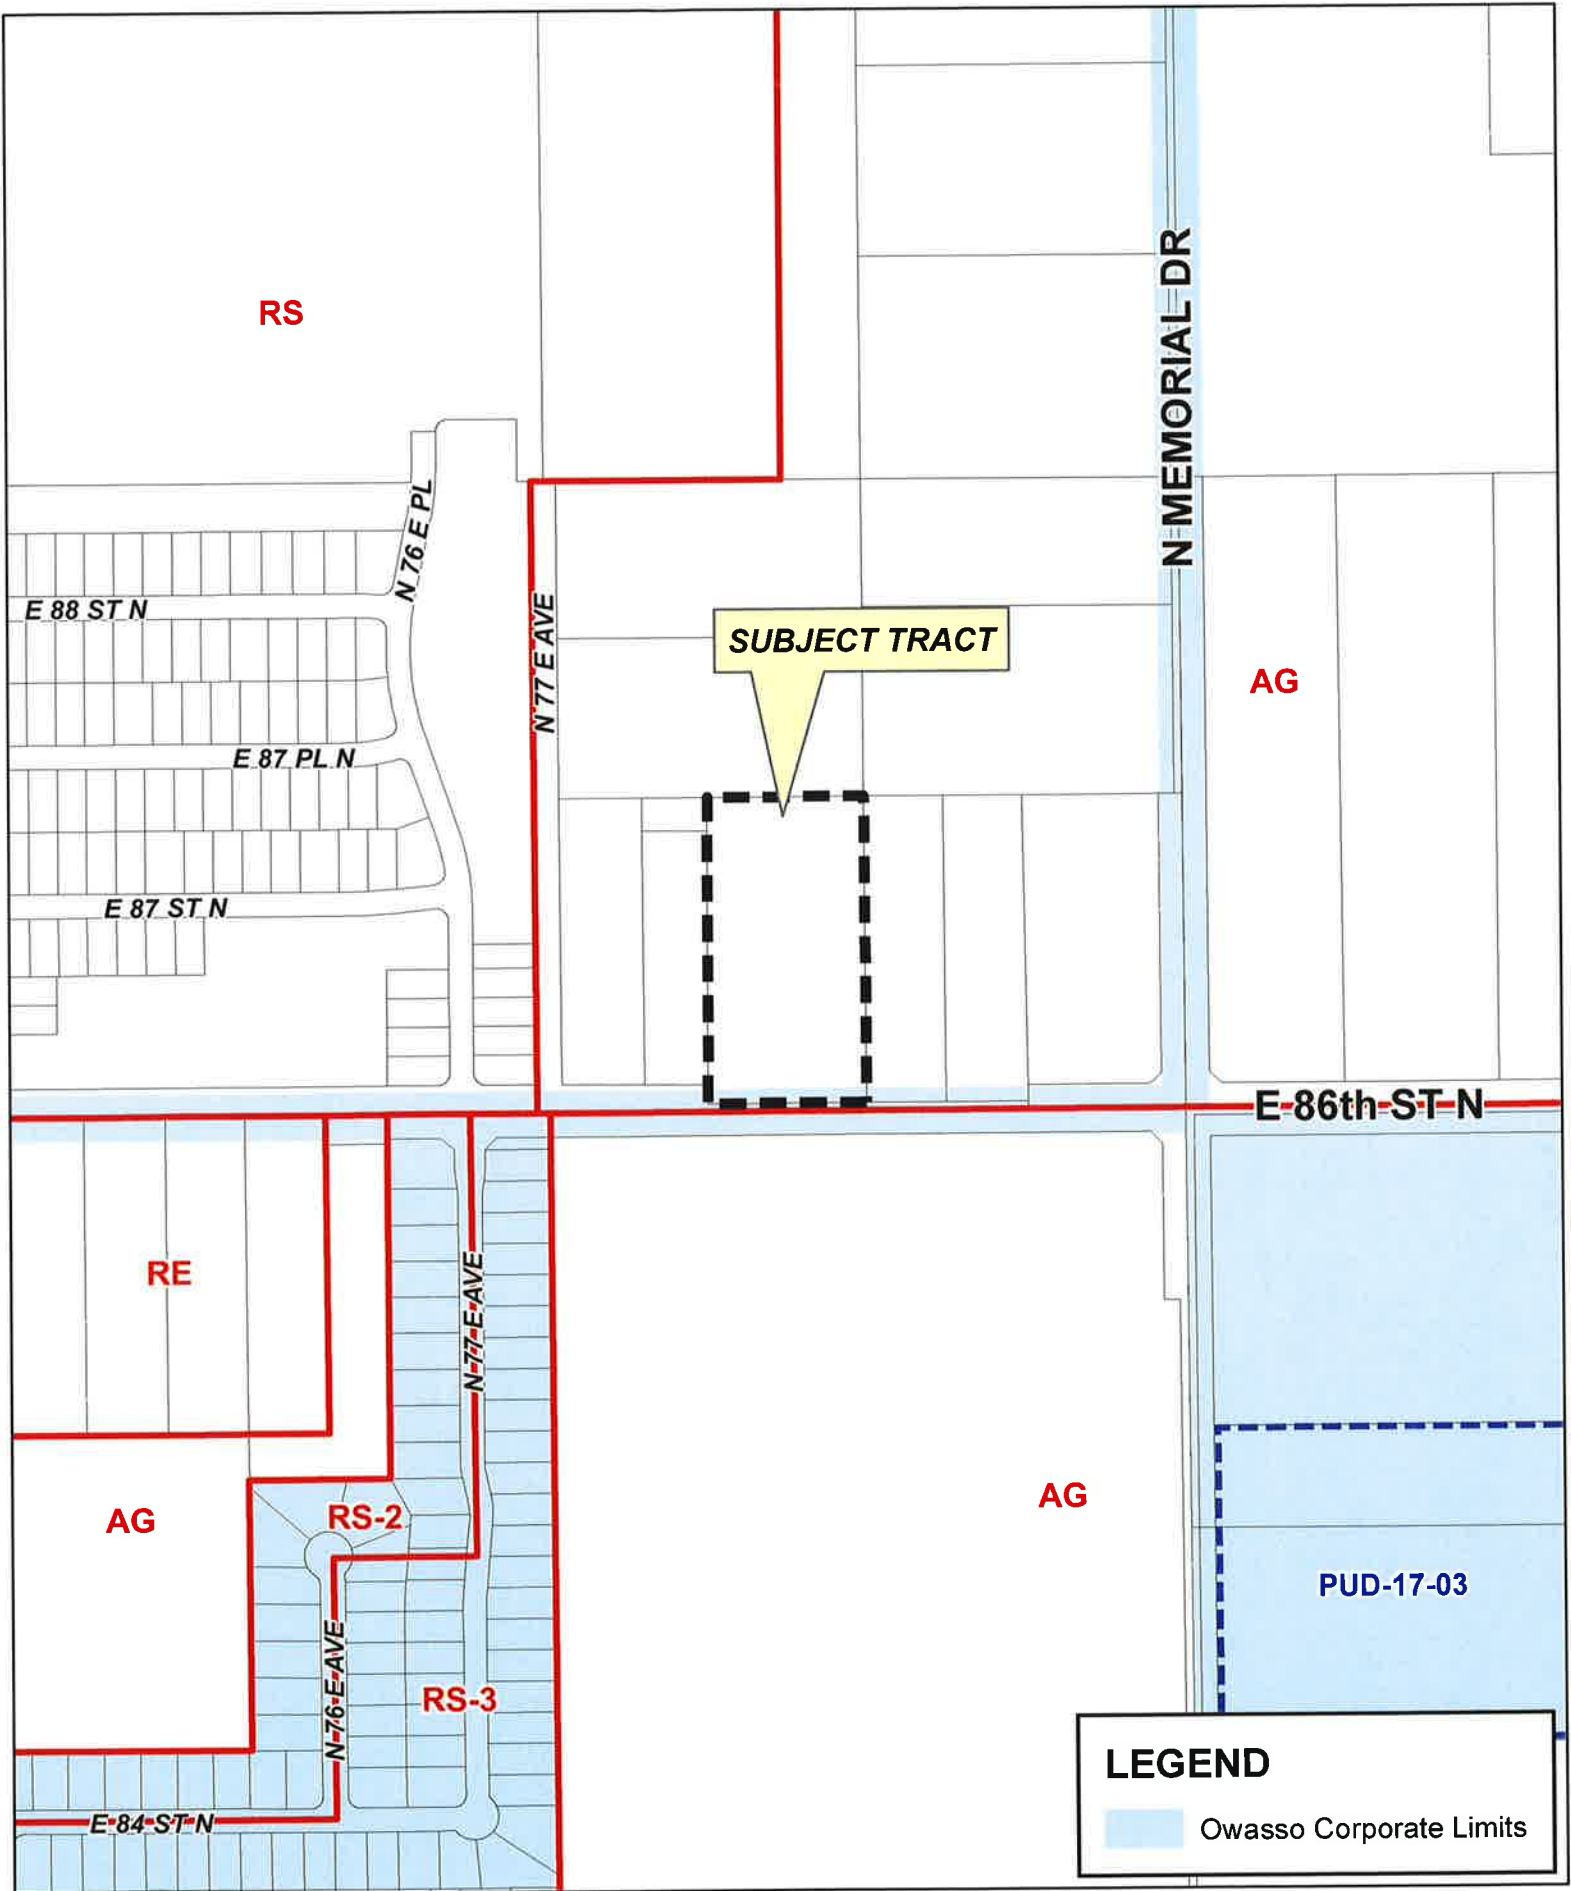 RS
N MEMORIAL DR
N 76 E PL
E 88 ST N
N 77 E AVE
SUBJECT TRACT
AG
E 87 PL N
E 87 ST N
E 86th ST N
RE
N 77 E AVE
AG
RS-2
AG
PUD-17-03
N 76 E AVE
RS-3
LEGEND
E 84 ST N
Owasso Corporate Limits